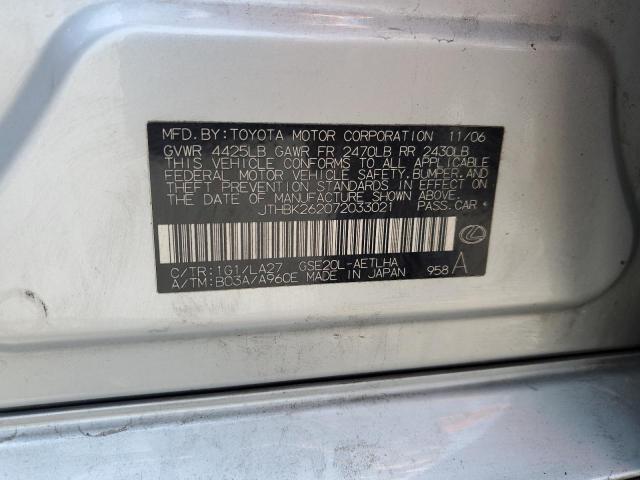 MFD. BY: TOYOTA MOTOR CORPORATION 11/06
GVWR 4425LB GAWR FR 2470LB RR 2430LB
THIS VEHICLE CONFORMS TO ALL APPLICABLE
FEDERAL MOTOR VEHICLE SAFETY, BUMPER, AND
THEFT PREVENTION STANDARDS IN EFFECT ON
THE DATE OF MANUFACTURE SHOWN ABOVE.
JTHBK262072033021 PASS.CAR
C/TR: 1G1/LA27 GSE20L-AETLHA
A/TM: B03A/A960E MADE IN JAPAN 958 A